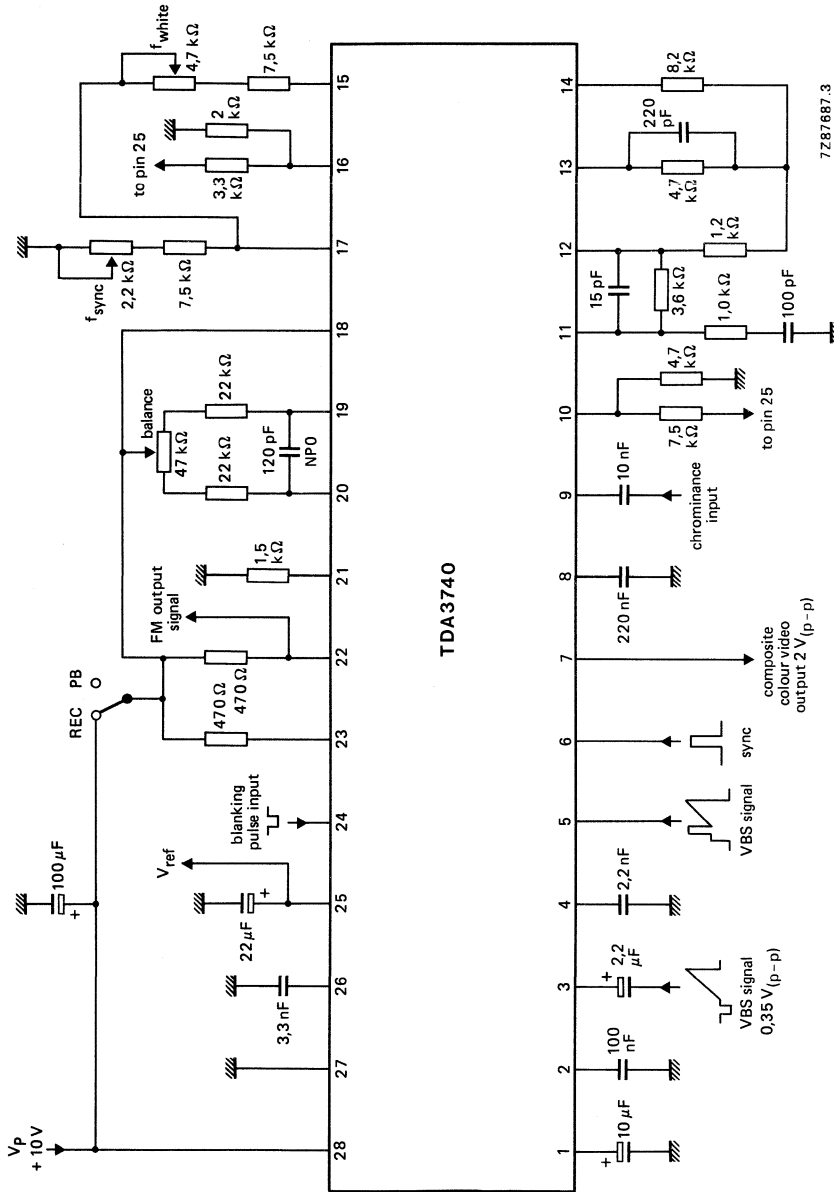 V_P
+ 10 V
100 μF
+
REC
PB
f_sync
2,2 kΩ
7,5 kΩ
to pin 25
3,3
kΩ
2
kΩ
f_white
4,7 kΩ
7,5 kΩ
balance
47 kΩ
22 kΩ
22 kΩ
120 pF
NP0
1,5
kΩ
FM output
signal
470 Ω
470 Ω
blanking
pulse input
V_ref
22 μF
+
3,3 nF
28
27
26
25
24
23
22
21
20
19
18
17
16
15
TDA3740
1
2
3
4
5
6
7
8
9
10
11
12
13
14
+
10 μF
100
nF
+
2,2
μF
VBS signal
0,35 V(p-p)
2,2 nF
VBS signal
sync
composite
colour video
output 2 V(p-p)
220 nF
10 nF
chrominance
input
7,5
kΩ
4,7
kΩ
to pin 25
15 pF
3,6 kΩ
1,0 kΩ
100 pF
1,2
kΩ
4,7
kΩ
220
pF
8,2
kΩ
7Z87687.3